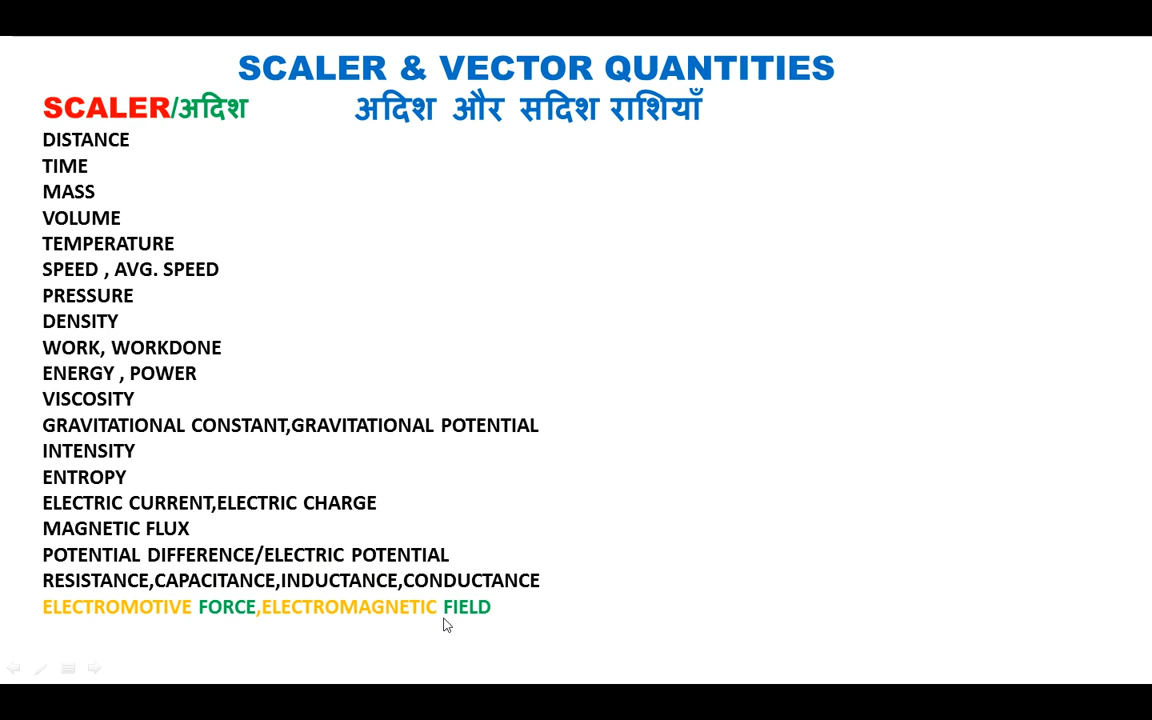 SCALER & VECTOR QUANTITIES
SCALER/अदिश
अदिश और सदिश राशियाँ
DISTANCE
TIME
MASS
VOLUME
TEMPERATURE
SPEED , AVG. SPEED
PRESSURE
DENSITY
WORK, WORKDONE
ENERGY , POWER
VISCOSITY
GRAVITATIONAL CONSTANT,GRAVITATIONAL POTENTIAL
INTENSITY
ENTROPY
ELECTRIC CURRENT,ELECTRIC CHARGE
MAGNETIC FLUX
POTENTIAL DIFFERENCE/ELECTRIC POTENTIAL
RESISTANCE,CAPACITANCE,INDUCTANCE,CONDUCTANCE
ELECTROMOTIVE FORCE,ELECTROMAGNETIC FIELD